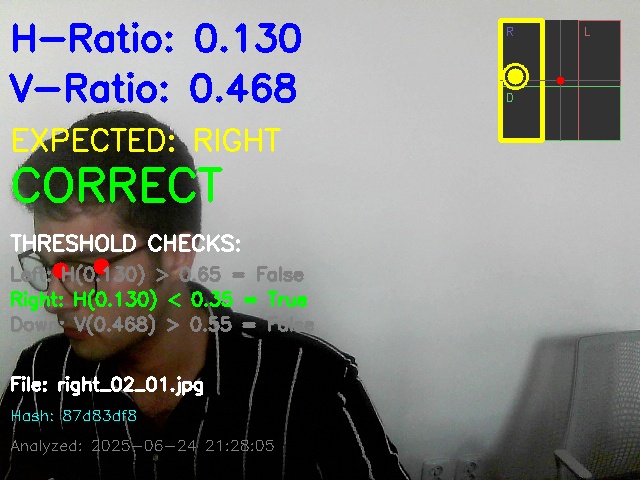 H-Ratio: 0.130
V-Ratio: 0.468
EXPECTED: RIGHT
CORRECT
THRESHOLD CHECKS:
Left: H(0.130) > 0.65 = False
Right: H(0.130) < 0.35 = True
Down: V(0.468) > 0.55 = False
File: right_02_01.jpg
Hash: 87d83df8
Analyzed: 2025-06-24 21:28:05
R
L
D